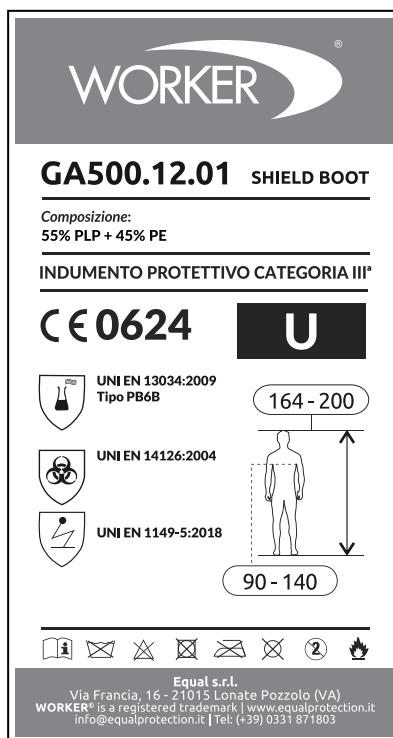 WORKER®
GA500.12.01 SHIELD BOOT
Composizione:
55% PLP + 45% PE
INDUMENTO PROTETTIVO CATEGORIA IIIª
CE 0624 U
UNI EN 13034:2009
Tipo PB6B
164 - 200
UNI EN 14126:2004
UNI EN 1149-5:2018
90 - 140
i
2
Equal s.r.l.
Via Francia, 16 - 21015 Lonate Pozzolo (VA)
WORKER® is a registered trademark | www.equalprotection.it
info@equalprotection.it | Tel: (+39) 0331 871803